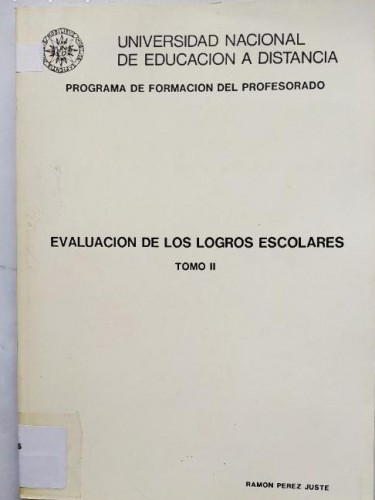 UNIVERSIDAD NACIONAL
DE EDUCACION A DISTANCIA
PROGRAMA DE FORMACION DEL PROFESORADO
EVALUACION DE LOS LOGROS ESCOLARES
TOMO II
RAMON PEREZ JUSTE